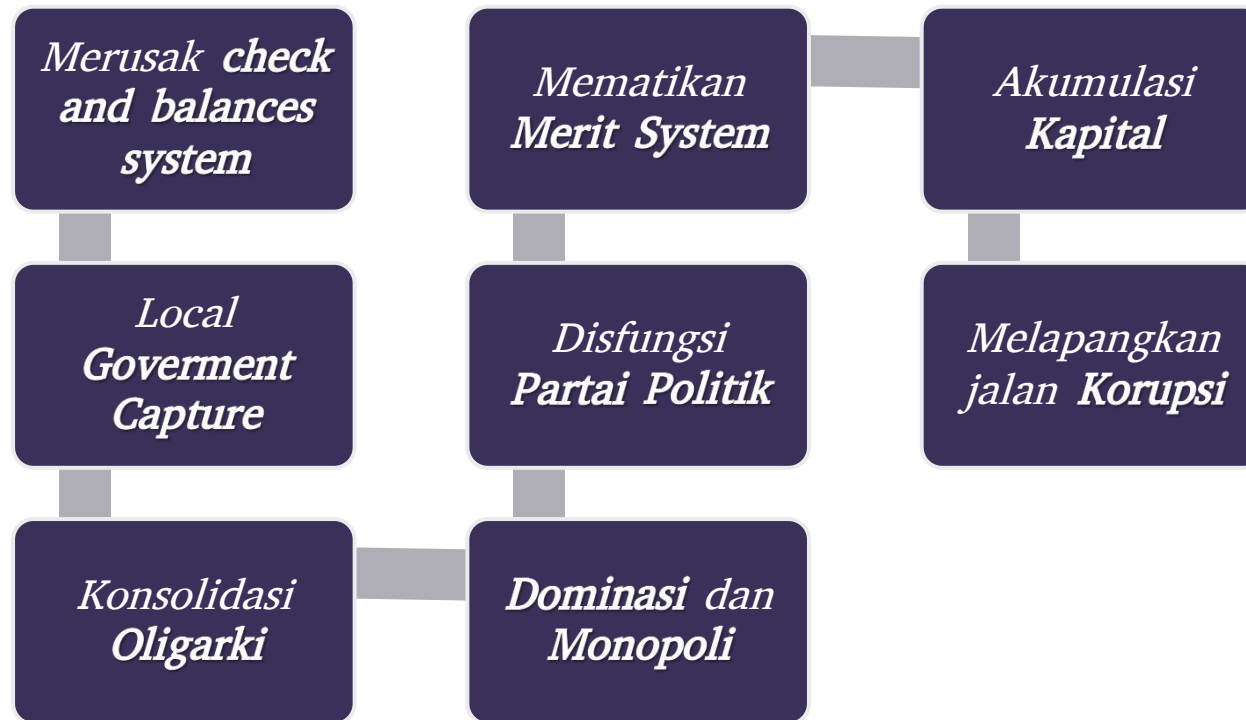 Merusak check
and balances
system
Local
Goverment
Capture
Konsolidasi
Oligarki
Dominasi dan
Monopoli
Disfungsi
Partai Politik
Mematikan
Merit System
Akumulasi
Kapital
Melapangkan
jalan Korupsi